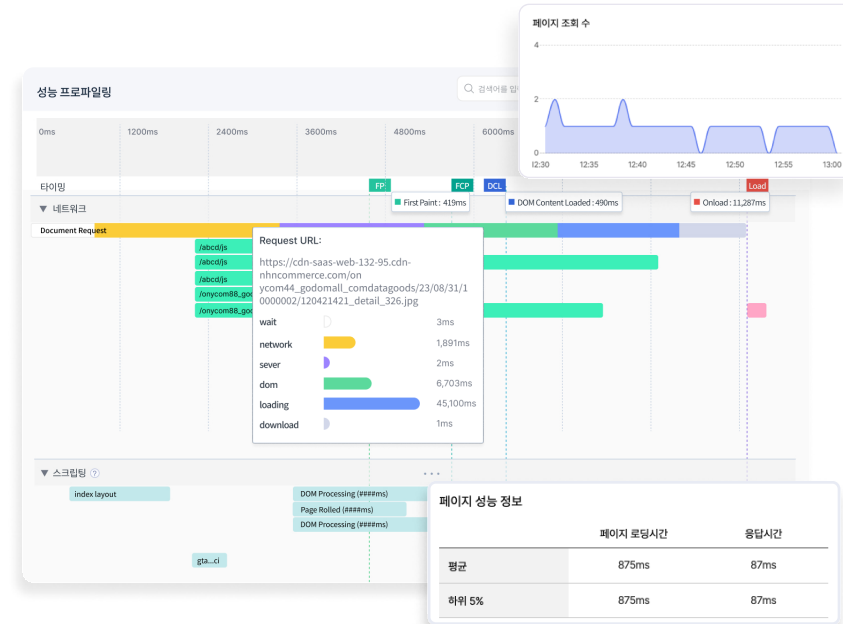 페이지 조회 수
4
2
0
12:30 12:35 12:40 12:45 12:50 12:55 13:00
성능 프로파일링
검색어를 입
0ms 1200ms 2400ms 3600ms 4800ms 6000ms
타이밍
FP FCP DCL Load
First Paint : 419ms DOM Content Loaded : 490ms Onload : 11,287ms
▼ 네트워크
Document Request
/abcd/js
/abcd/js
/abcd/js
/onycom88_goo
/onycom88_goo
Request URL:
https://cdn-saas-web-132-95.cdn-
nhncommerce.com/on
ycom44_godomall_comdatagoods/23/08/31/1
0000002/120421421_detail_326.jpg
wait 3ms
network 1,891ms
sever 2ms
dom 6,703ms
loading 45,100ms
download 1ms
▼ 스크립팅 ?
index layout
DOM Processing (####ms)
Page Rolled (####ms)
DOM Processing (####ms)
gta...ci
페이지 성능 정보
페이지 로딩시간 응답시간
평균 875ms 87ms
하위 5% 875ms 87ms